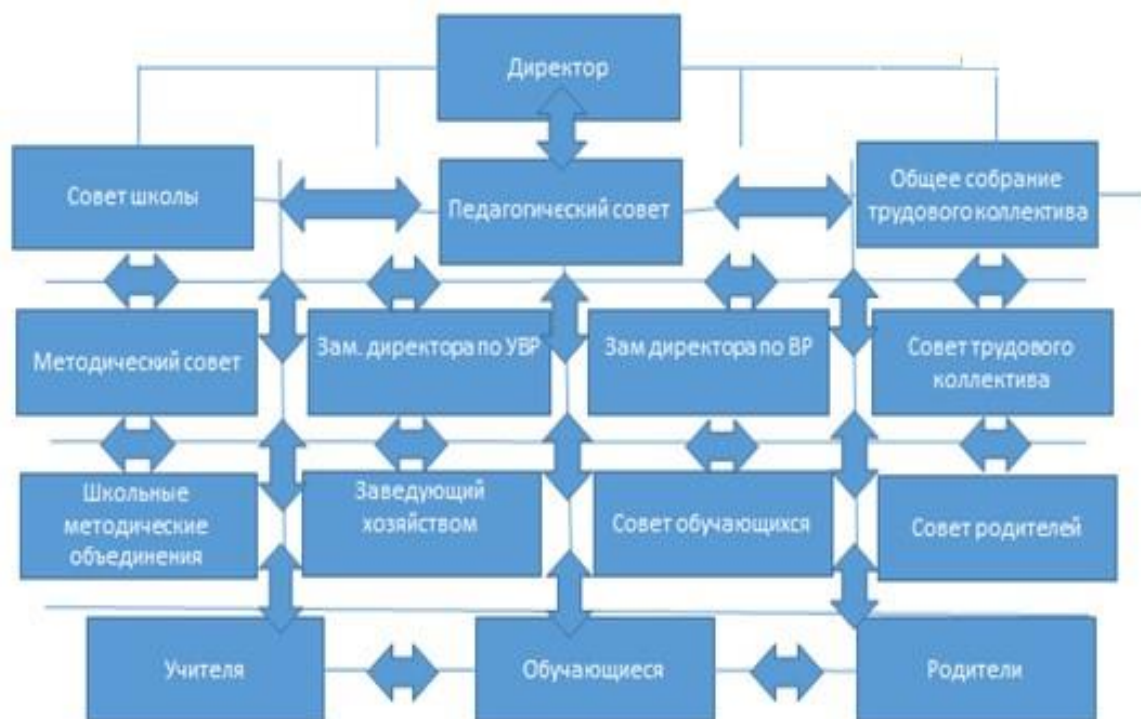 Директор
Совет школы
Педагогический совет
Общее собрание
трудового коллектива
Методический совет
Зам. директора по УВР
Зам директора по ВР
Совет трудового
коллектива
Школьные
методические
объединения
Заведующий
хозяйством
Совет обучающихся
Совет родителей
Учителя
Обучающиеся
Родители